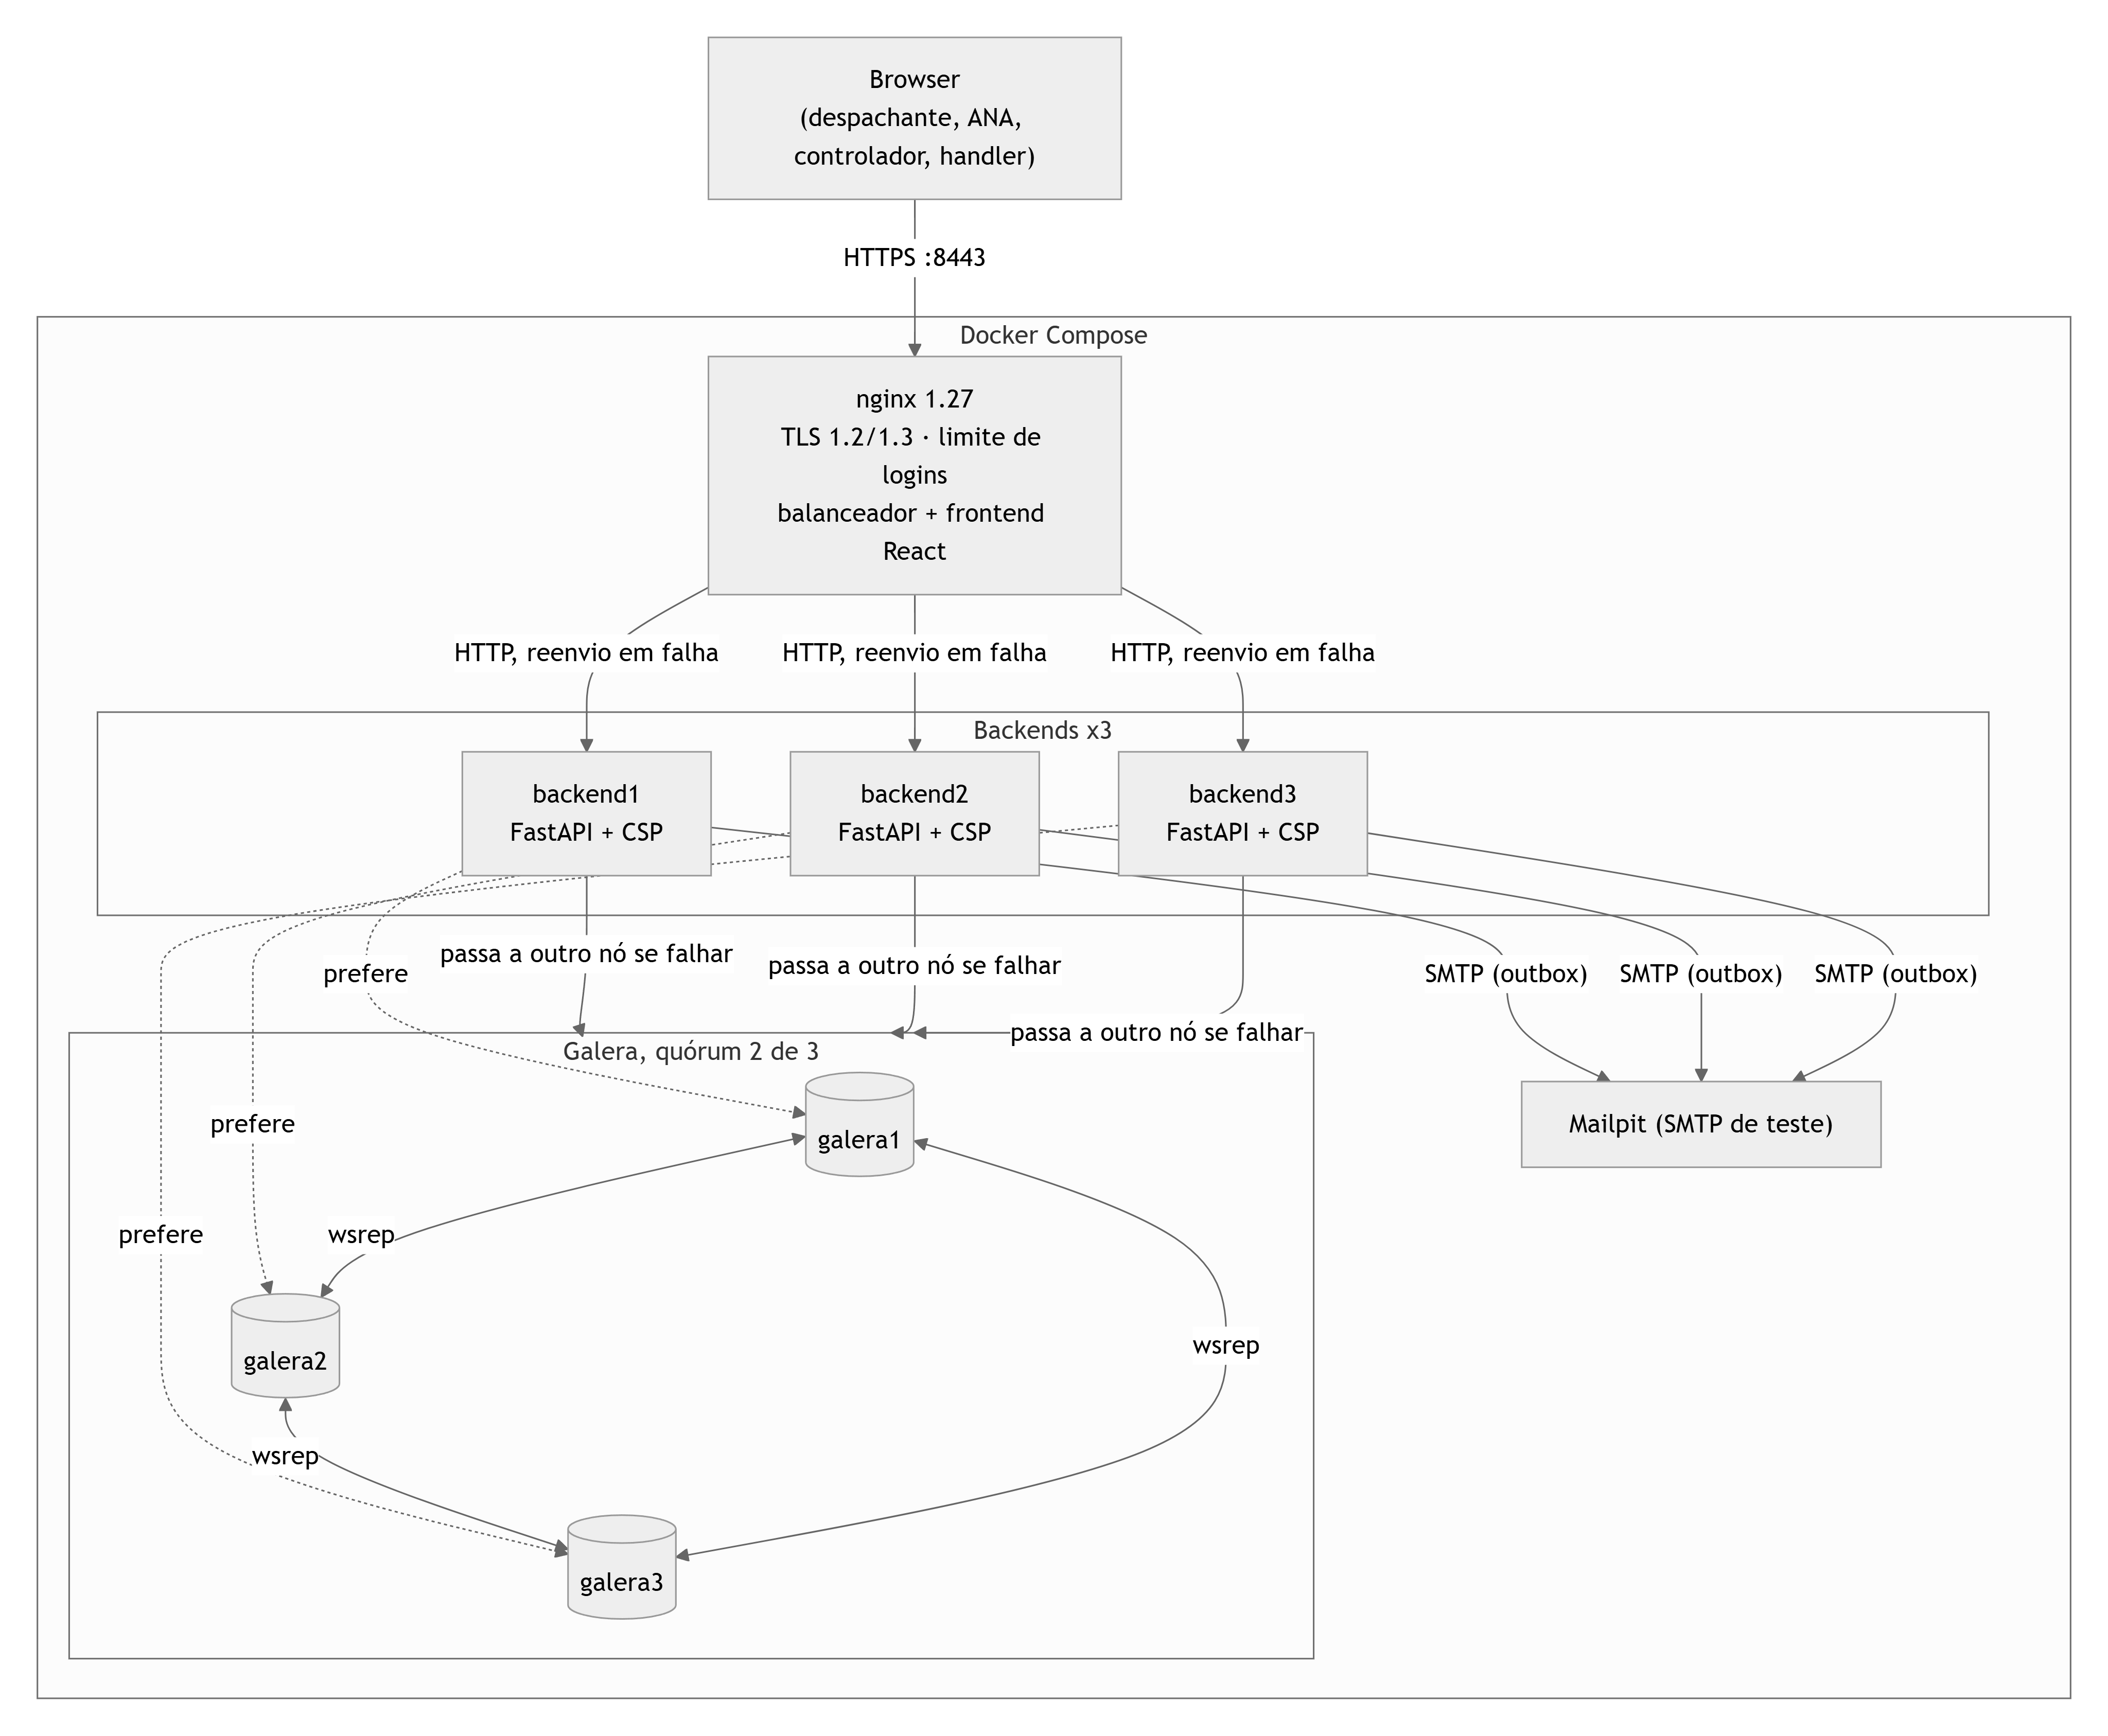 Browser
(despachante, ANA,
controlador, handler)
HTTPS :8443
Docker Compose
nginx 1.27
TLS 1.2/1.3 · limite de
logins
balanceador + frontend
React
HTTP, reenvio em falha
HTTP, reenvio em falha
HTTP, reenvio em falha
Backends x3
backend1
FastAPI + CSP
backend2
FastAPI + CSP
backend3
FastAPI + CSP
passa a outro nó se falhar
passa a outro nó se falhar
prefere
SMTP (outbox)
SMTP (outbox)
SMTP (outbox)
passa a outro nó se falhar
Galera, quórum 2 de 3
prefere
galera1
Mailpit (SMTP de teste)
prefere
wsrep
wsrep
galera2
wsrep
galera3